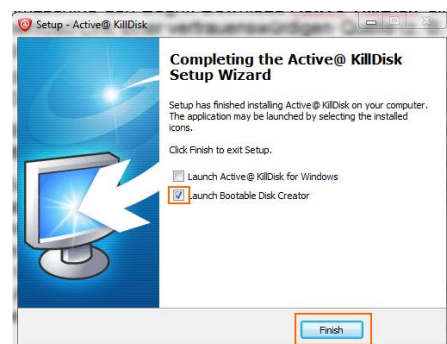 Setup - Active@ KillDisk
Completing the Active@ KillDisk
Setup Wizard
Setup has finished installing Active@ KillDisk on your computer.
The application may be launched by selecting the installed
icons.
Click Finish to exit Setup.
Launch Active@ KillDisk for Windows
Launch Bootable Disk Creator
Finish